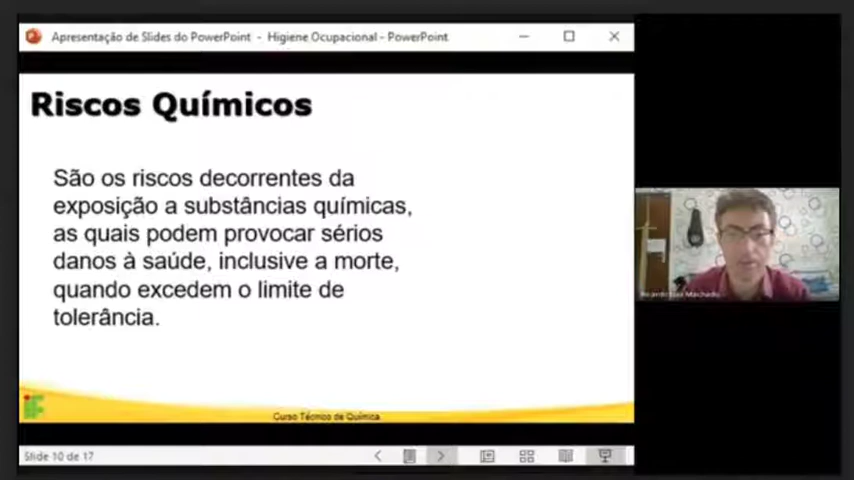 Apresentação de Slides do PowerPoint - Higiene Ocupacional - PowerPoint
Riscos Químicos
São os riscos decorrentes da
exposição a substâncias químicas,
as quais podem provocar sérios
danos à saúde, inclusive a morte,
quando excedem o limite de
tolerância.
Curso Técnico de Química
Slide 10 de 17
Machado